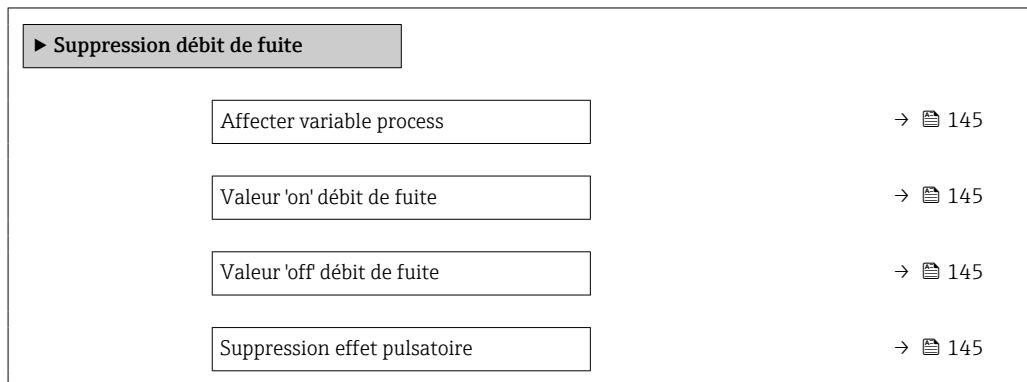 ▶ Suppression débit de fuite
Affecter variable process → 145
Valeur 'on' débit de fuite → 145
Valeur 'off' débit de fuite → 145
Suppression effet pulsatoire → 145